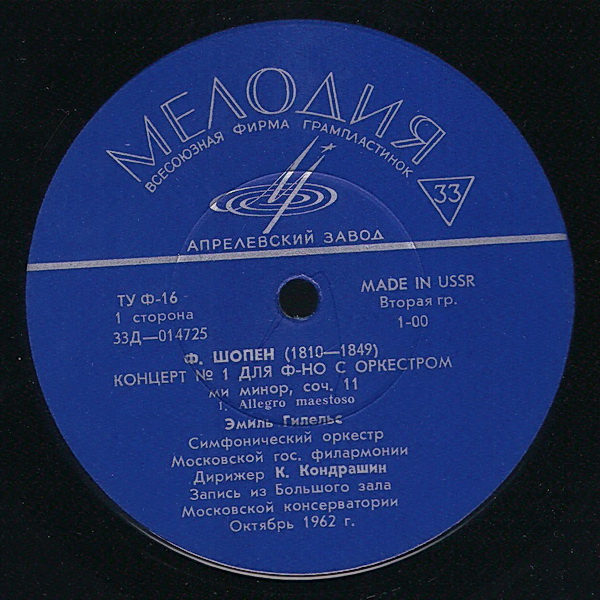 МЕЛОДИЯ
ВСЕСОЮЗНАЯ ФИРМА ГРАМПЛАСТИНОК
33
АПРЕЛЕВСКИЙ ЗАВОД
ТУ Ф-16
MADE IN USSR
1 сторона
Вторая гр.
33Д—014725
1-00
Ф. ШОПЕН (1810—1849)
КОНЦЕРТ № 1 ДЛЯ Ф-НО С ОРКЕСТРОМ
ми минор, соч. 11
1. Allegro maestoso
Эмиль Гилельс
Симфонический оркестр
Московской гос. филармонии
Дирижер К. Кондрашин
Запись из Большого зала
Московской консерватории
Октябрь 1962 г.